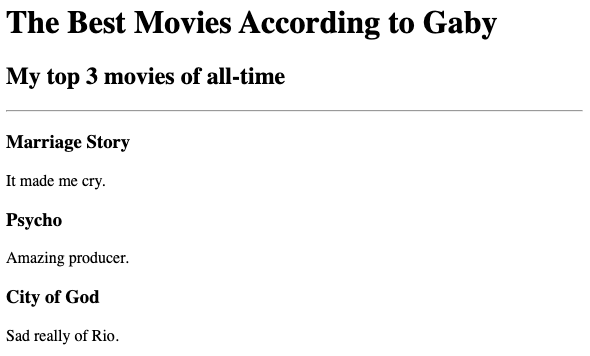 The Best Movies According to Gaby
My top 3 movies of all-time
Marriage Story
It made me cry.
Psycho
Amazing producer.
City of God
Sad really of Rio.